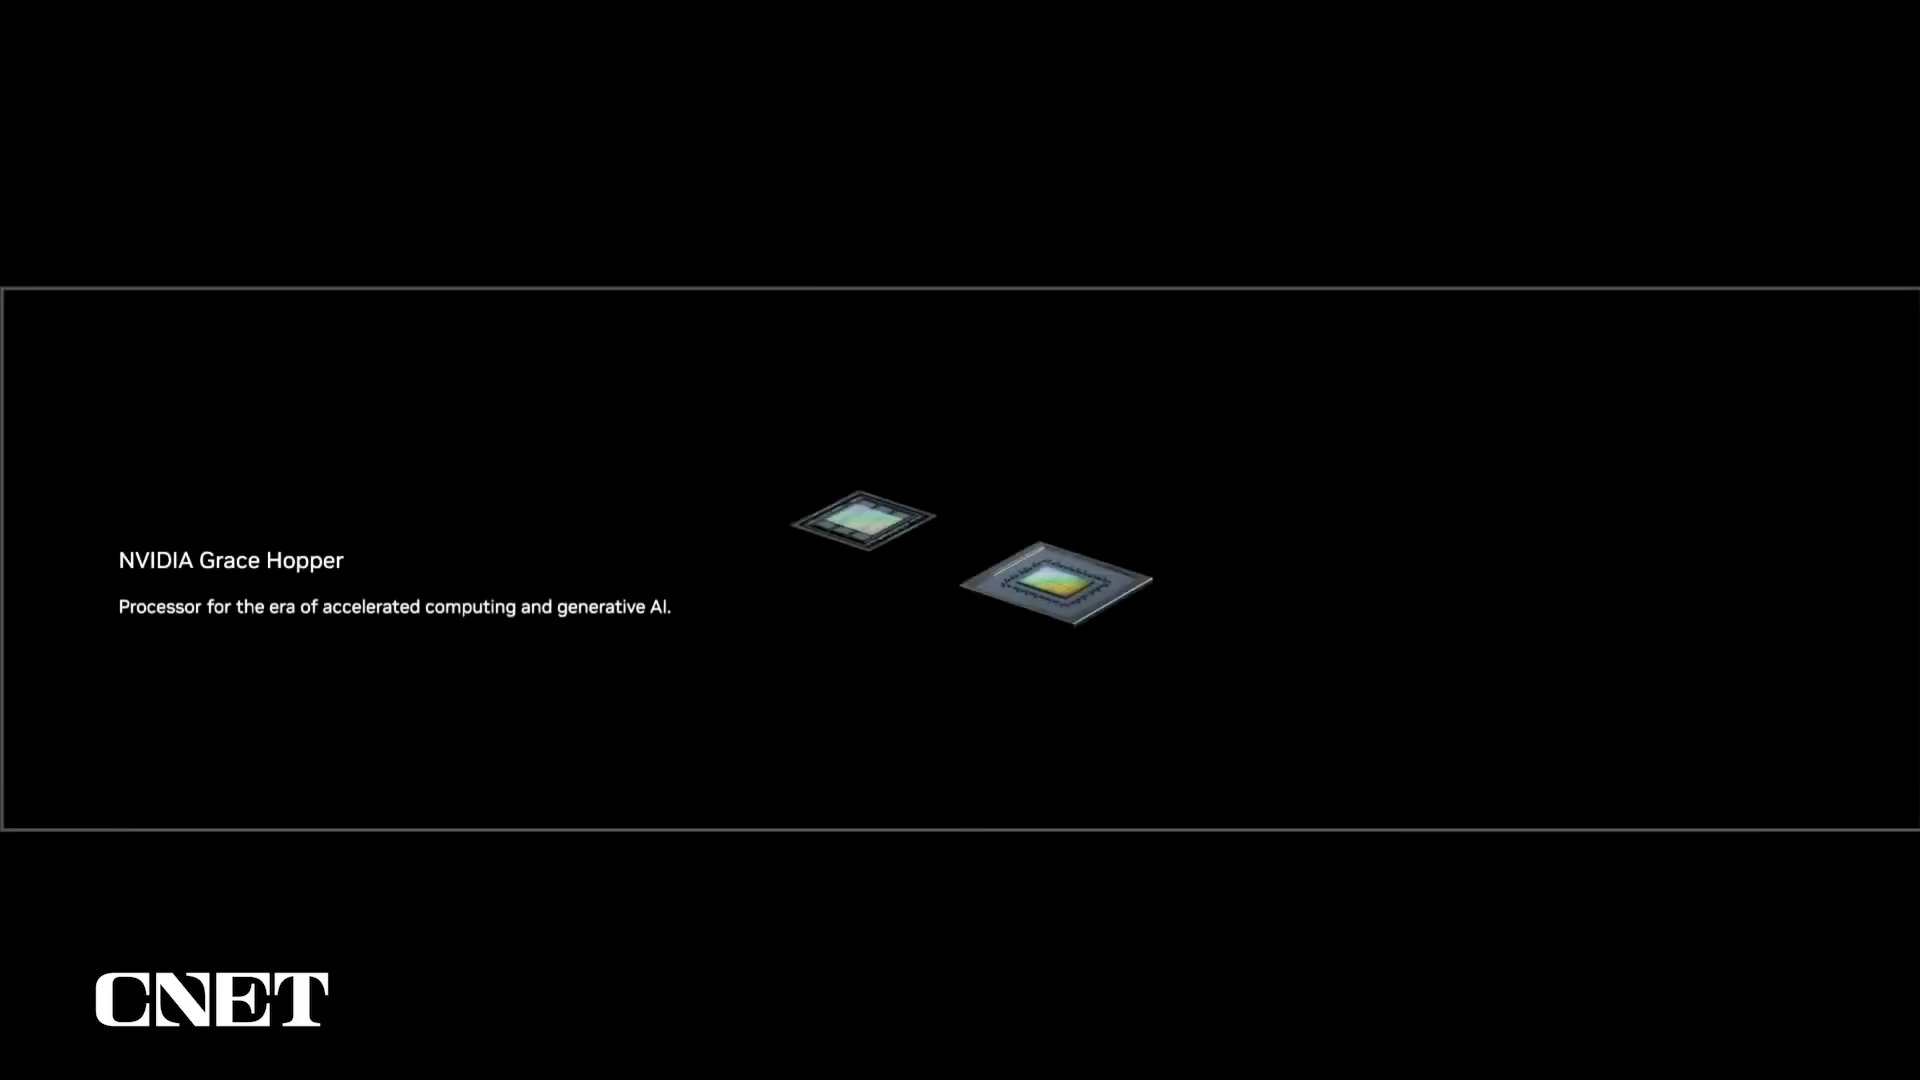 NVIDIA Grace Hopper
Processor for the era of accelerated computing and generative AI.
CNET